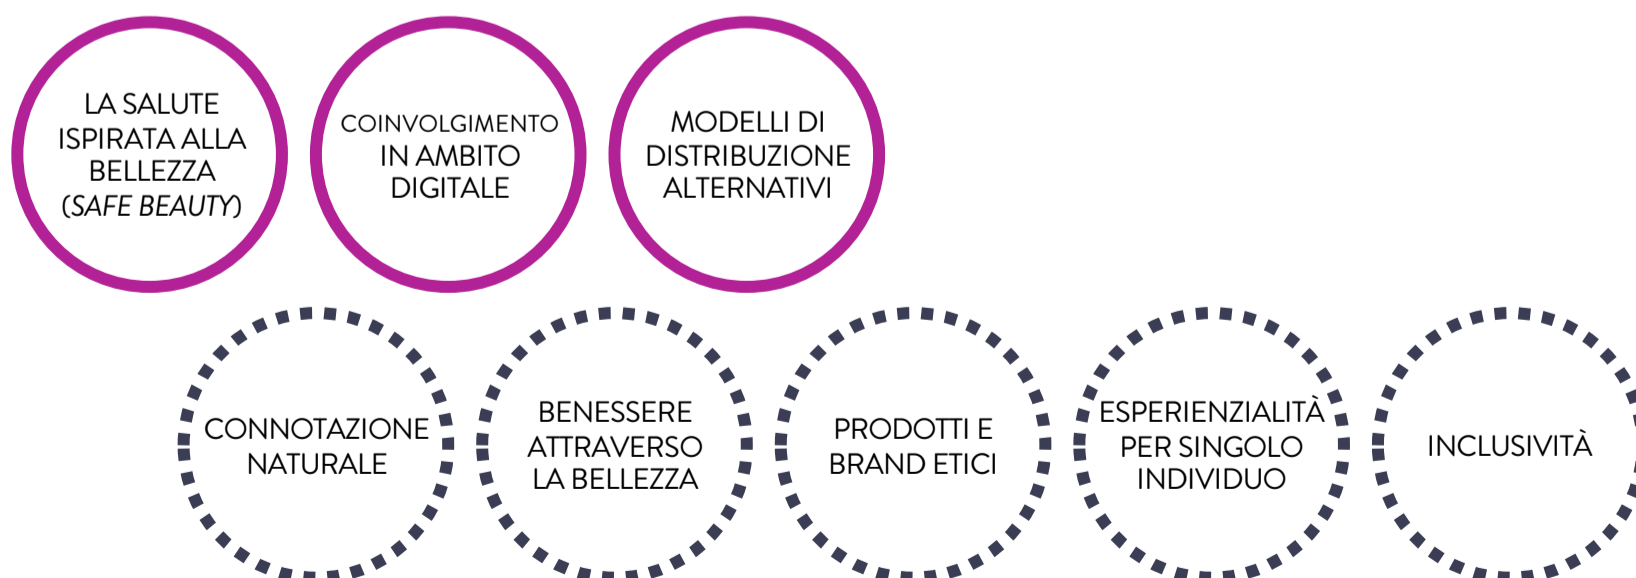 LA SALUTE
ISPIRATA ALLA
BELLEZZA
(SAFE BEAUTY)
COINVOLGIMENTO
IN AMBITO
DIGITALE
MODELLI DI
DISTRIBUZIONE
ALTERNATIVI
CONNOTAZIONE
NATURALE
BENESSERE
ATTRAVERSO
LA BELLEZZA
PRODOTTI E
BRAND ETICI
ESPERIENZIALITÀ
PER SINGOLO
INDIVIDUO
INCLUSIVITÀ